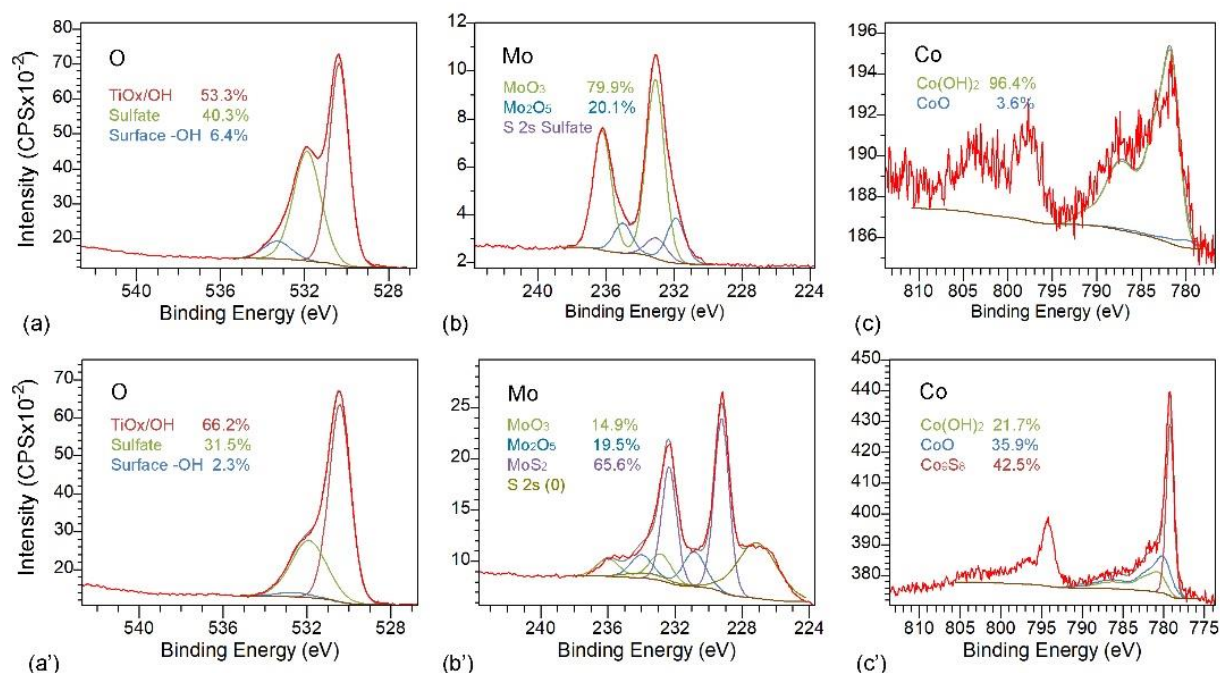 O
TiOx/OH 53.3%
Sulfate 40.3%
Surface -OH 6.4%
80
70
60
50
40
30
20
540 536 532 528
Binding Energy (eV)
Intensity (CPSx10⁻²)
(a)
Mo
MoO₃ 79.9%
Mo₂O₅ 20.1%
S 2s Sulfate
12
10
8
6
4
2
236 232 228 224
Binding Energy (eV)
(b)
Co
Co(OH)₂ 96.4%
CoO 3.6%
196
194
192
190
188
186
810 805 800 795 790 785 780
Binding Energy (eV)
(c)
O
TiOx/OH 66.2%
Sulfate 31.5%
Surface -OH 2.3%
70
60
50
40
30
20
540 536 532 528
Binding Energy (eV)
Intensity (CPSx10⁻²)
(a')
Mo
MoO₃ 14.9%
Mo₂O₅ 19.5%
MoS₂ 65.6%
S 2s (0)
25
20
15
10
236 232 228 224
Binding Energy (eV)
(b')
Co
Co(OH)₂ 21.7%
CoO 35.9%
Co₉S₈ 42.5%
450
440
430
420
410
400
390
380
810 805 800 795 790 785 780 775
Binding Energy (eV)
(c')